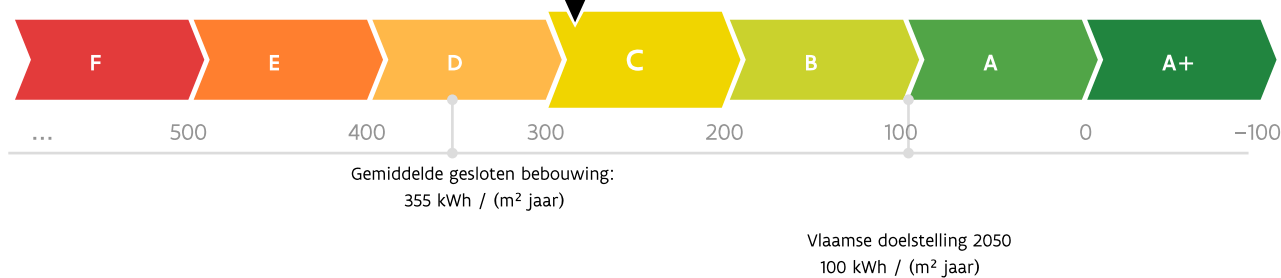 F E D C B A A+
... 500 400 300 200 100 0 –100
Gemiddelde gesloten bebouwing:
355 kWh / (m² jaar)
Vlaamse doelstelling 2050
100 kWh / (m² jaar)